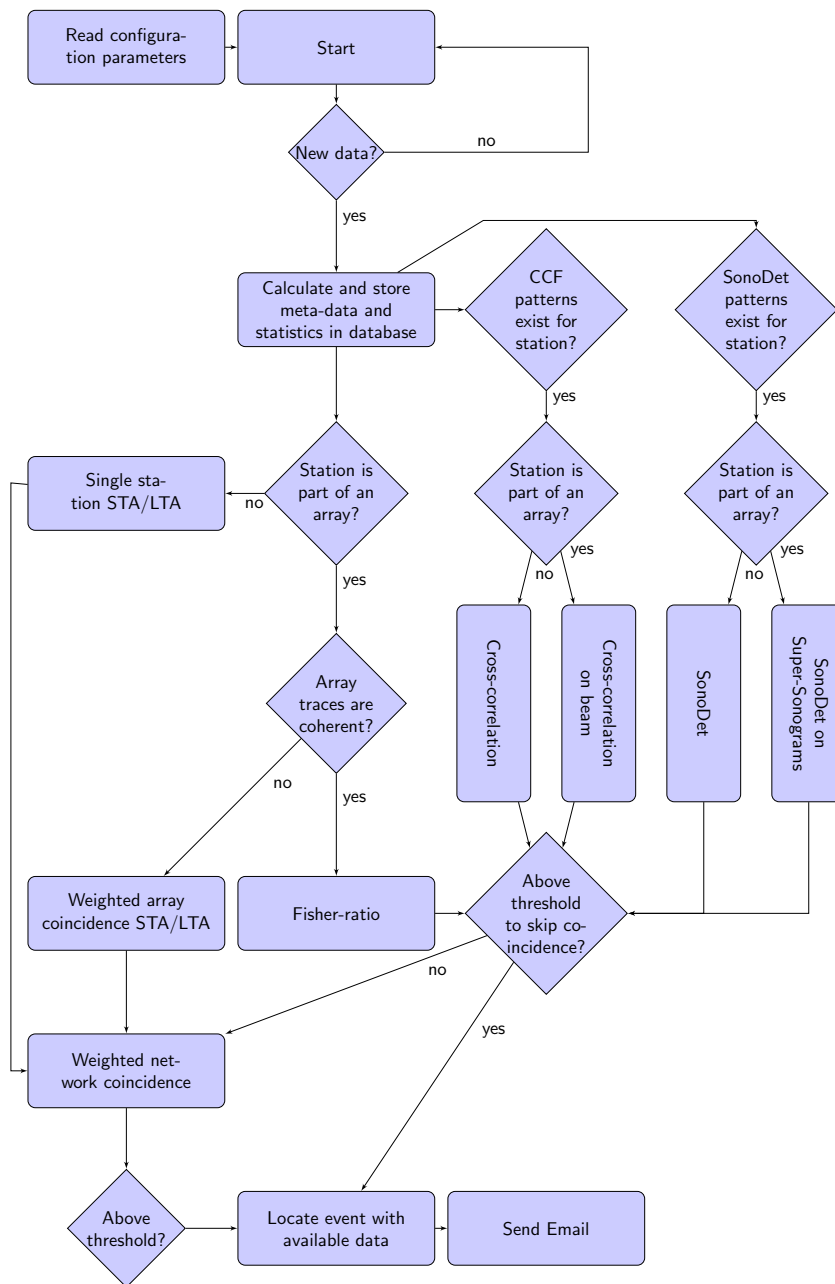 Read configura-
tion parameters
Start
New data?
no
yes
Calculate and store
meta-data and
statistics in database
CCF
patterns
exist for
station?
SonoDet
patterns
exist for
station?
yes
yes
Single sta-
tion STA/LTA
no
Station is
part of an
array?
Station is
part of an
array?
Station is
part of an
array?
yes
no
yes
no
yes
Cross-correlation
Cross-correlation
on beam
SonoDet
SonoDet on
Super-Sonograms
Array
traces are
coherent?
no
yes
Weighted array
coincidence STA/LTA
Fisher-ratio
Above
threshold
to skip co-
incidence?
no
yes
Weighted net-
work coincidence
Above
threshold?
Locate event with
available data
Send Email